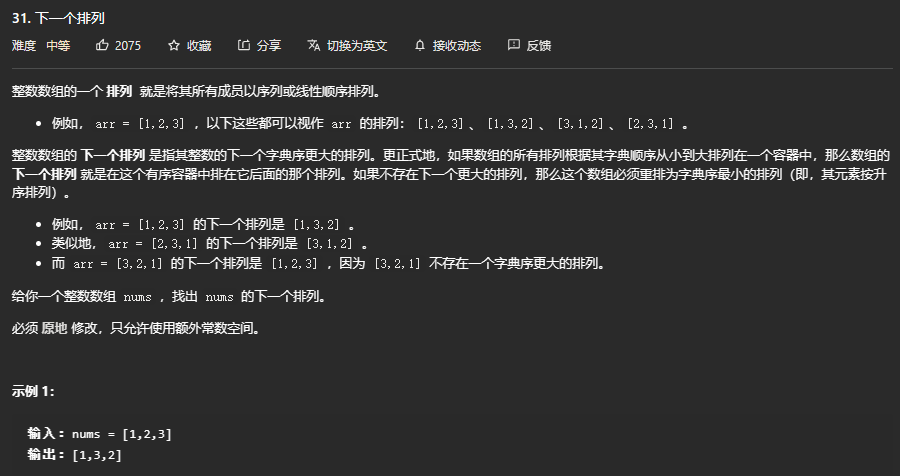 31. 下一个排列
难度 中等 2075 收藏 分享 切换为英文 接收动态 反馈
整数数组的一个 排列 就是将其所有成员以序列或线性顺序排列。
• 例如， arr = [1,2,3] ，以下这些都可以视作 arr 的排列： [1,2,3] 、 [1,3,2] 、 [3,1,2] 、 [2,3,1] 。
整数数组的 下一个排列 是指其整数的下一个字典序更大的排列。更正式地，如果数组的所有排列根据其字典顺序从小到大排列在一个容器中，那么数组的
下一个排列 就是在这个有序容器中排在它后面的那个排列。如果不存在下一个更大的排列，那么这个数组必须重排为字典序最小的排列（即，其元素按升
序排列）。
• 例如， arr = [1,2,3] 的下一个排列是 [1,3,2] 。
• 类似地， arr = [2,3,1] 的下一个排列是 [3,1,2] 。
• 而 arr = [3,2,1] 的下一个排列是 [1,2,3] ，因为 [3,2,1] 不存在一个字典序更大的排列。
给你一个整数数组 nums ，找出 nums 的下一个排列。
必须 原地 修改，只允许使用额外常数空间。
示例 1：
输入：nums = [1,2,3]
输出：[1,3,2]